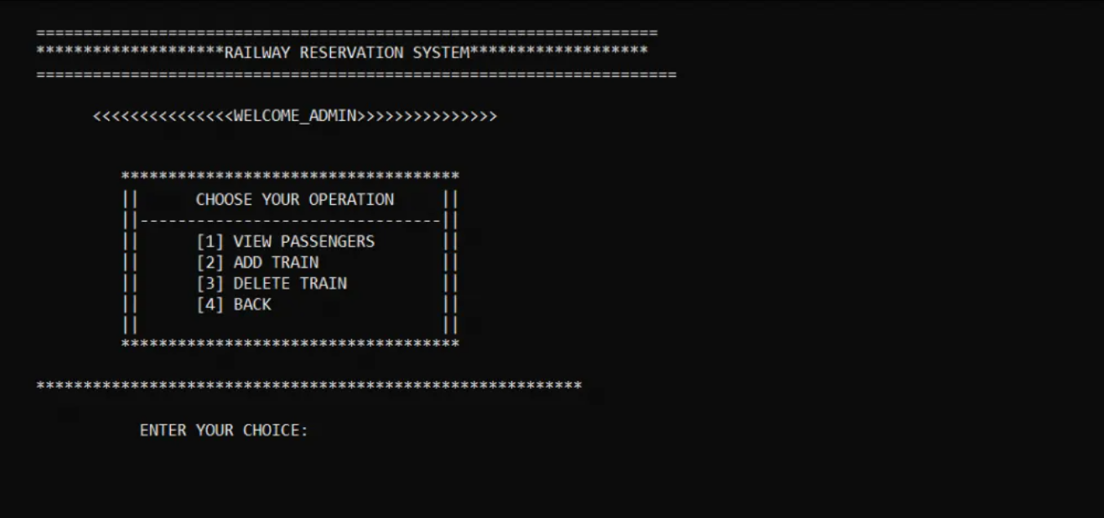 ==================================================================
********************RAILWAY RESERVATION SYSTEM*******************
====================================================================
<<<<<<<<<<<<<<<WELCOME_ADMIN>>>>>>>>>>>>>>>
************************************
|| CHOOSE YOUR OPERATION ||
||--------------------------------||
|| [1] VIEW PASSENGERS ||
|| [2] ADD TRAIN ||
|| [3] DELETE TRAIN ||
|| [4] BACK ||
|| ||
************************************
**********************************************************
ENTER YOUR CHOICE: